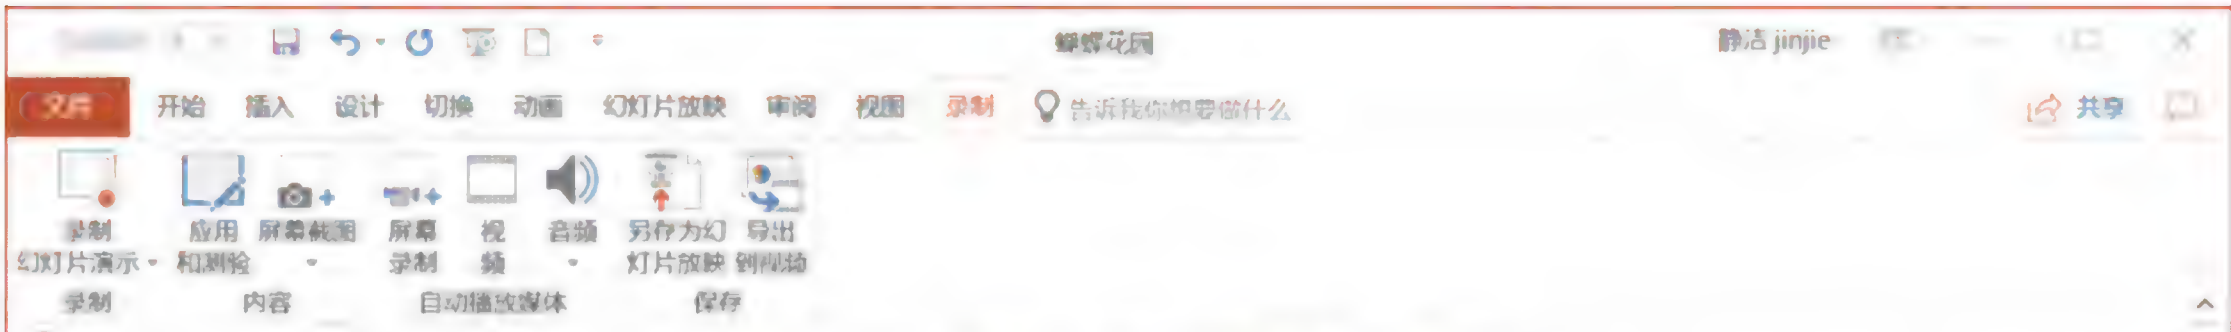 蝴蝶花园 静洁 jinjie
文件 开始 插入 设计 切换 动画 幻灯片放映 审阅 视图 录制 告诉我你想要做什么 共享
录制 应用 屏幕截图 屏幕 视 音频 另存为幻 导出
幻灯片演示 和测验 录制 频 灯片放映 到视频
录制 内容 自动播放媒体 保存